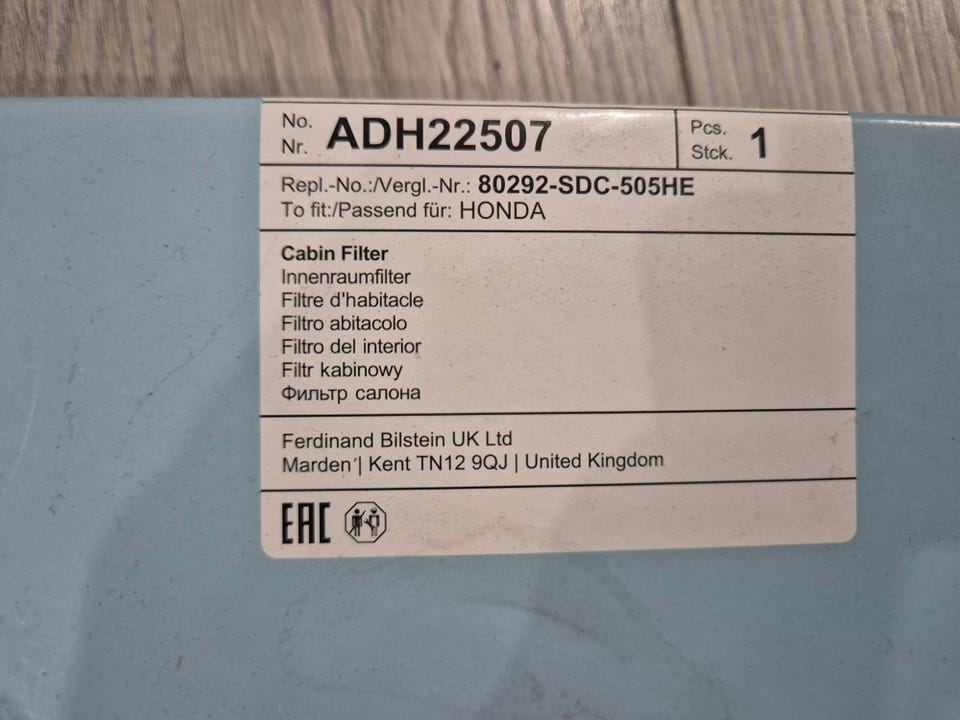 No.
Nr. ADH22507
Pcs.
Stck. 1
Repl.-No.:/Vergl.-Nr.: 80292-SDC-505HE
To fit:/Passend für: HONDA
Cabin Filter
Innenraumfilter
Filtre d'habitacle
Filtro abitacolo
Filtro del interior
Filtr kabinowy
Фильтр салона
Ferdinand Bilstein UK Ltd
Marden | Kent TN12 9QJ | United Kingdom
EAC